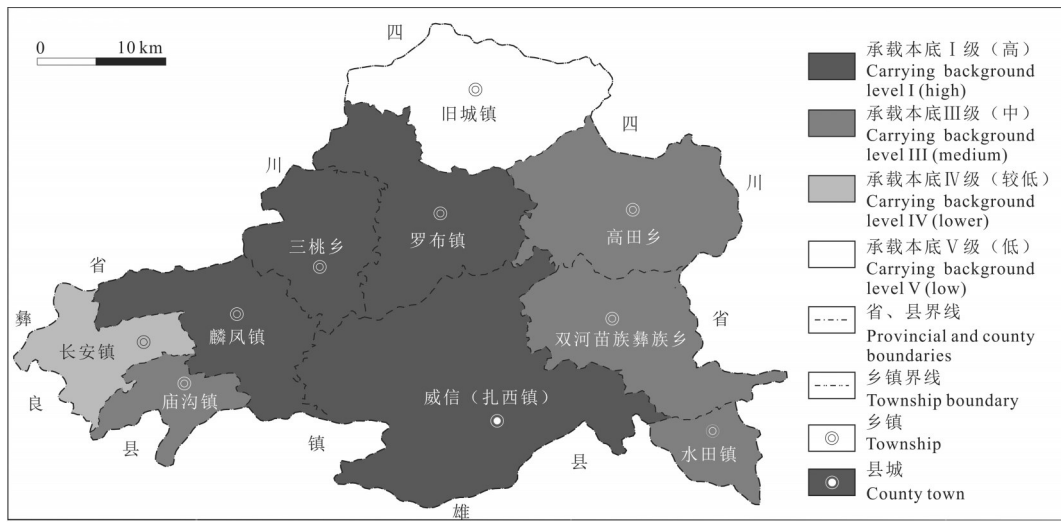 0 10 km
四
旧城镇
四
川
川
罗布镇
高田乡
三桃乡
省
彝
麟凤镇
长安镇
双河苗族彝族乡
省
良
庙沟镇
威信（扎西镇）
县
镇
县
水田镇
雄
承载本底Ⅰ级（高）
Carrying background
level I (high)
承载本底Ⅲ级（中）
Carrying background
level III (medium)
承载本底Ⅳ级（较低）
Carrying background
level IV (lower)
承载本底Ⅴ级（低）
Carrying background
level V (low)
省、县界线
Provincial and county
boundaries
乡镇界线
Township boundary
乡镇
Township
县城
County town